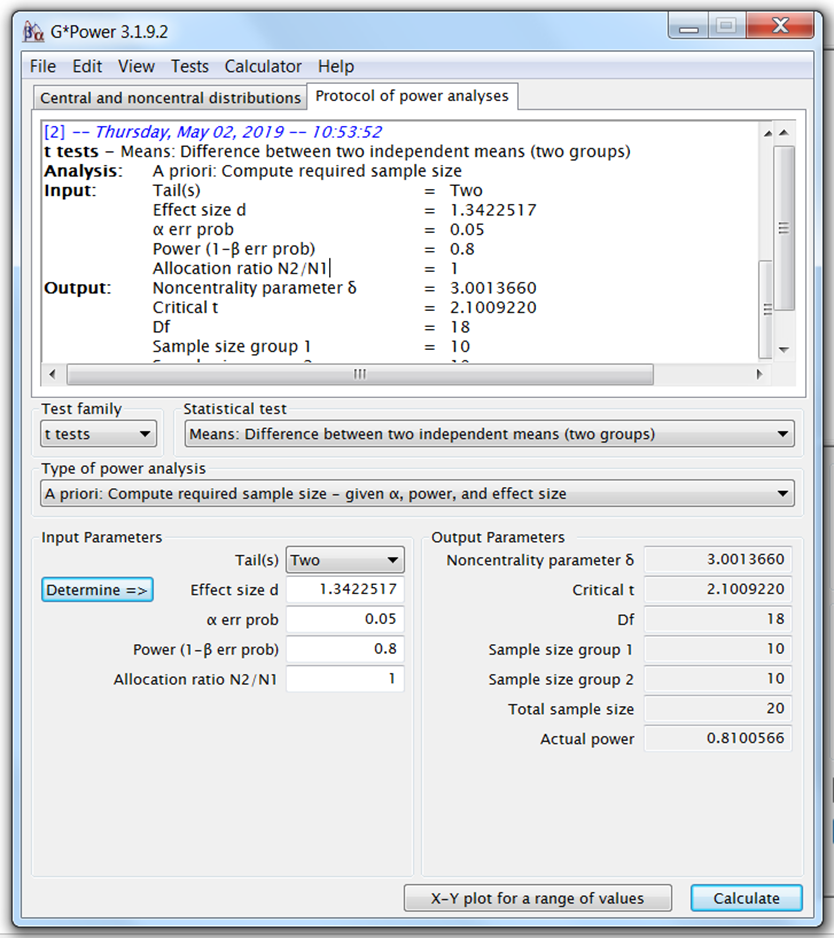 G*Power 3.1.9.2
File Edit View Tests Calculator Help
Central and noncentral distributions Protocol of power analyses
[2] -- Thursday, May 02, 2019 -- 10:53:52
t tests – Means: Difference between two independent means (two groups)
Analysis: A priori: Compute required sample size
Input: Tail(s) = Two
Effect size d = 1.3422517
α err prob = 0.05
Power (1-β err prob) = 0.8
Allocation ratio N2/N1 = 1
Output: Noncentrality parameter δ = 3.0013660
Critical t = 2.1009220
Df = 18
Sample size group 1 = 10
Test family Statistical test
t tests Means: Difference between two independent means (two groups)
Type of power analysis
A priori: Compute required sample size – given α, power, and effect size
Input Parameters Output Parameters
Tail(s) Two Noncentrality parameter δ 3.0013660
Determine => Effect size d 1.3422517 Critical t 2.1009220
α err prob 0.05 Df 18
Power (1-β err prob) 0.8 Sample size group 1 10
Allocation ratio N2/N1 1 Sample size group 2 10
Total sample size 20
Actual power 0.8100566
X-Y plot for a range of values Calculate